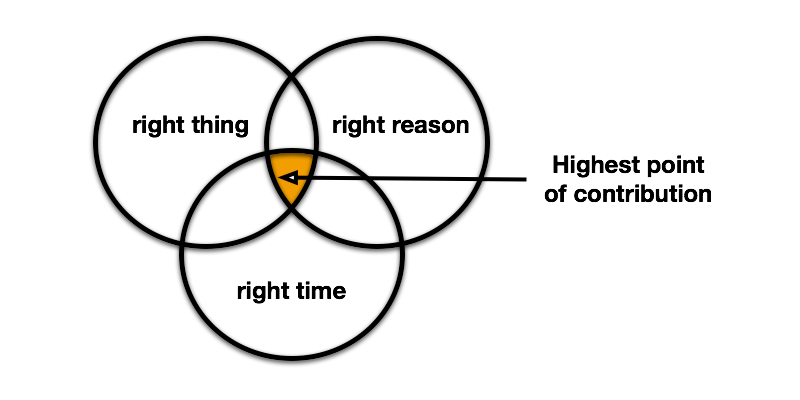 right thing
right reason
Highest point
of contribution
right time